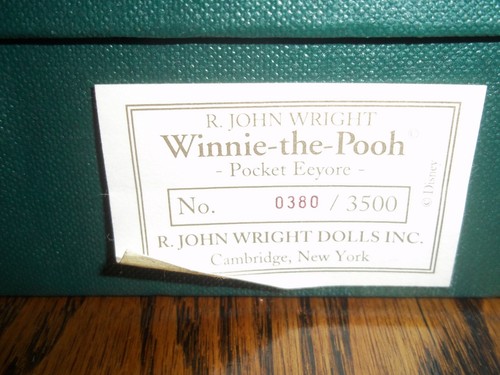 R. JOHN WRIGHT
Winnie-the-Pooh©
- Pocket Eeyore -
No. 0380 / 3500
R. JOHN WRIGHT DOLLS INC.
Cambridge, New York
© Disney